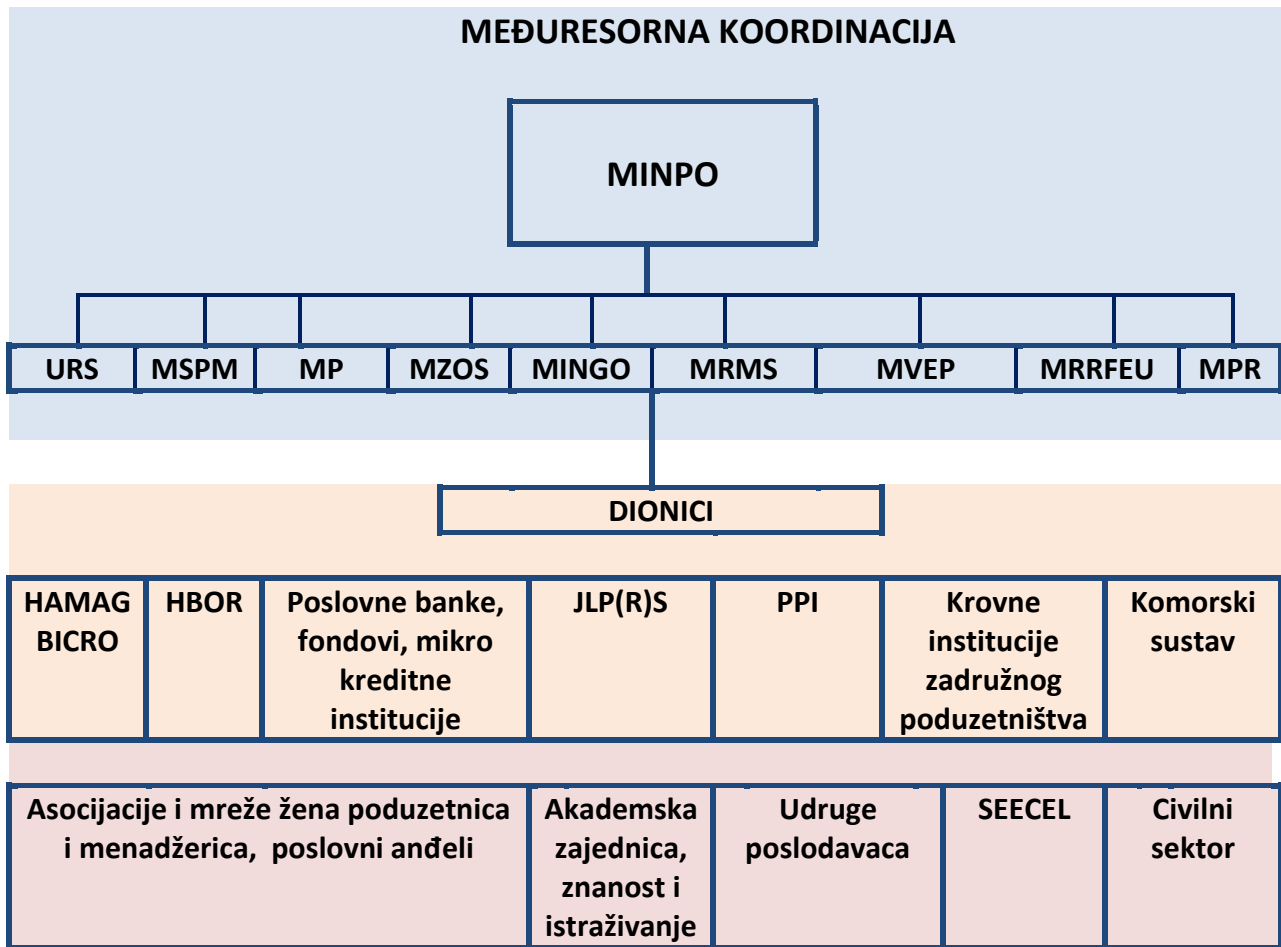 MEĐURESORNA KOORDINACIJA
MINPO
URS MSPM MP MZOS MINGO MRMS MVEP MRRFEU MPR
DIONICI
HAMAG
BICRO
HBOR
Poslovne banke,
fondovi, mikro
kreditne
institucije
JLP(R)S
PPI
Krovne
institucije
zadružnog
poduzetništva
Komorski
sustav
Asocijacije i mreže žena poduzetnica
i menadžerica, poslovni anđeli
Akademska
zajednica,
znanost i
istraživanje
Udruge
poslodavaca
SEECEL
Civilni
sektor